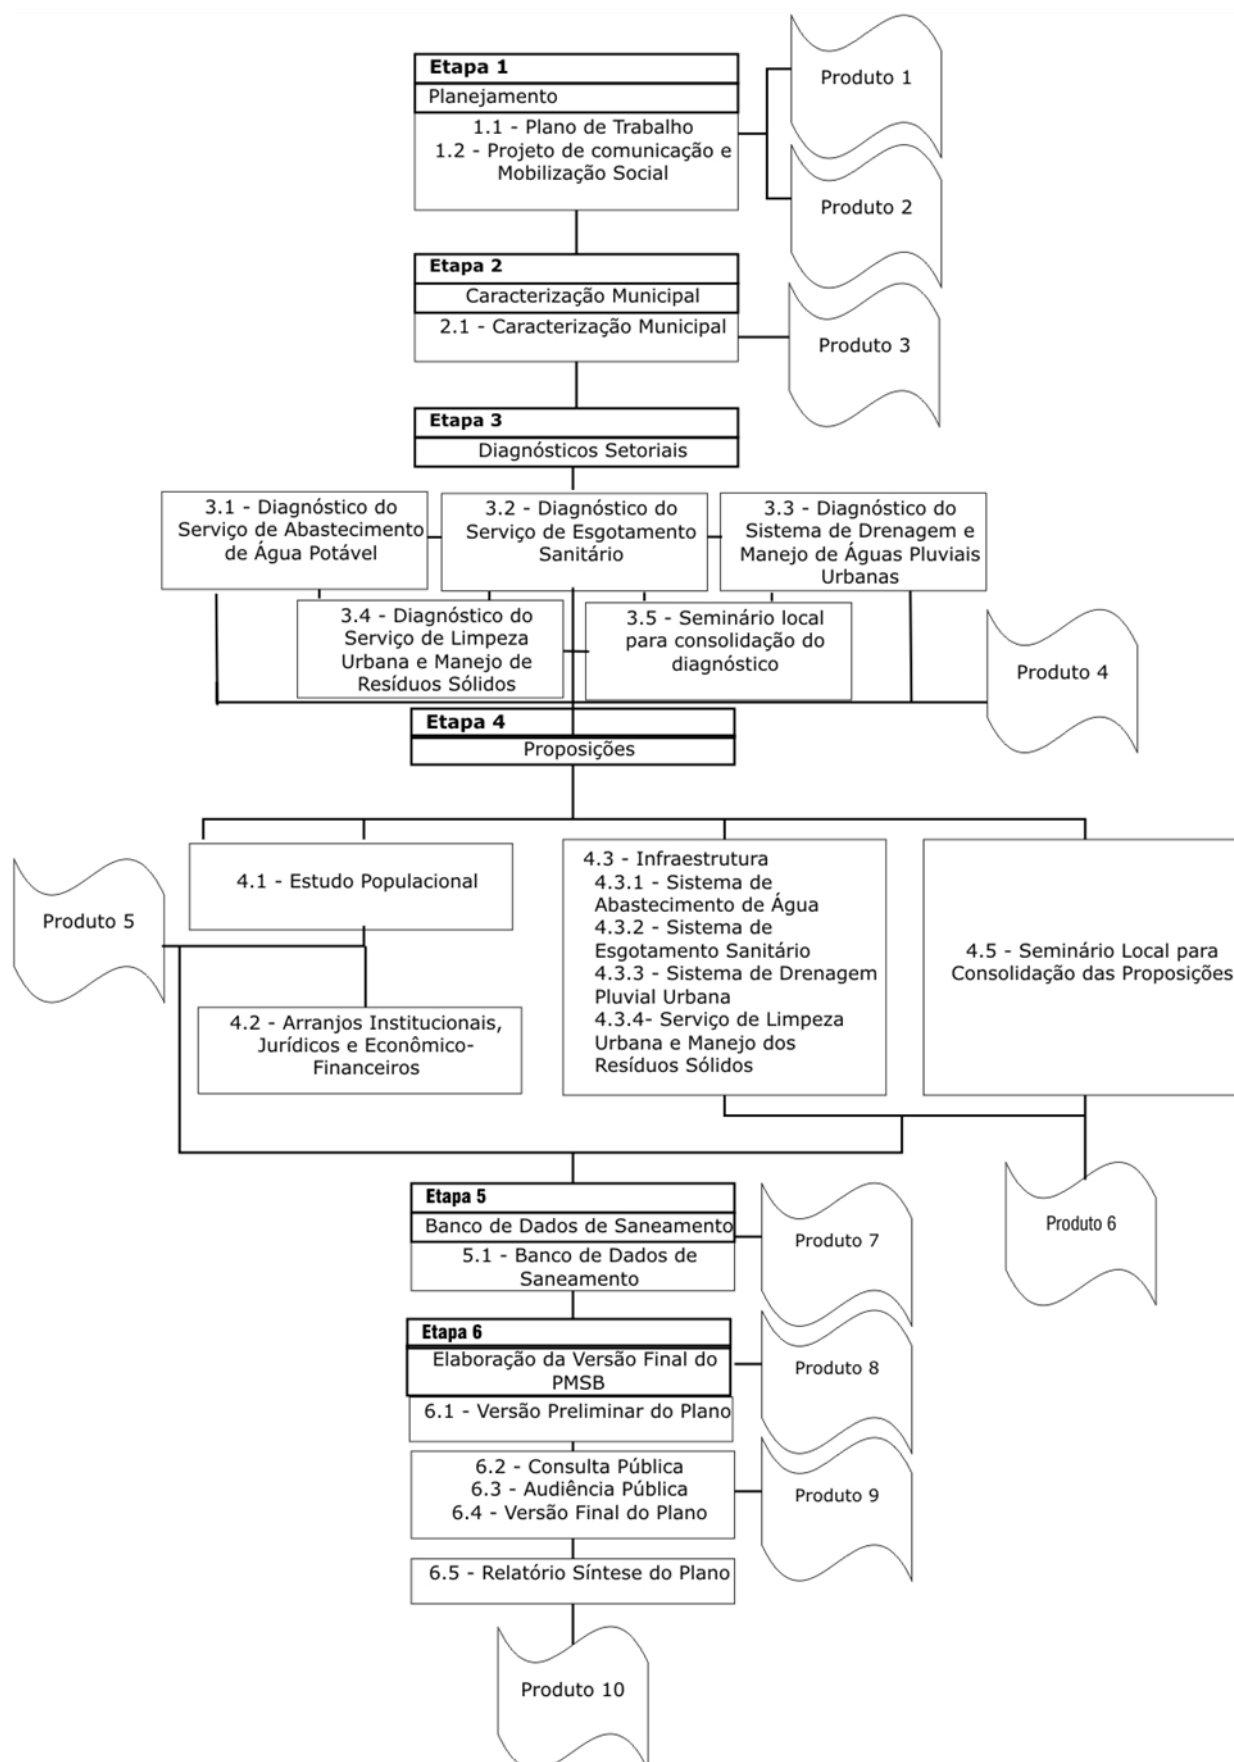 Etapa 1
Planejamento
1.1 - Plano de Trabalho
1.2 - Projeto de comunicação e
Mobilização Social
Produto 1
Produto 2
Etapa 2
Caracterização Municipal
2.1 - Caracterização Municipal
Produto 3
Etapa 3
Diagnósticos Setoriais
3.1 - Diagnóstico do
Serviço de Abastecimento
de Água Potável
3.2 - Diagnóstico do
Serviço de Esgotamento
Sanitário
3.3 - Diagnóstico do
Sistema de Drenagem e
Manejo de Águas Pluviais
Urbanas
3.4 - Diagnóstico do
Serviço de Limpeza
Urbana e Manejo de
Resíduos Sólidos
3.5 - Seminário local
para consolidação do
diagnóstico
Produto 4
Etapa 4
Proposições
4.1 - Estudo Populacional
Produto 5
4.2 - Arranjos Institucionais,
Jurídicos e Econômico-
Financeiros
4.3 - Infraestrutura
4.3.1 - Sistema de
Abastecimento de Água
4.3.2 - Sistema de
Esgotamento Sanitário
4.3.3 - Sistema de Drenagem
Pluvial Urbana
4.3.4- Serviço de Limpeza
Urbana e Manejo dos
Resíduos Sólidos
4.5 - Seminário Local para
Consolidação das Proposições
Produto 6
Etapa 5
Banco de Dados de Saneamento
5.1 - Banco de Dados de
Saneamento
Produto 7
Etapa 6
Elaboração da Versão Final do
PMSB
Produto 8
6.1 - Versão Preliminar do Plano
6.2 - Consulta Pública
6.3 - Audiência Pública
6.4 - Versão Final do Plano
Produto 9
6.5 - Relatório Síntese do Plano
Produto 10